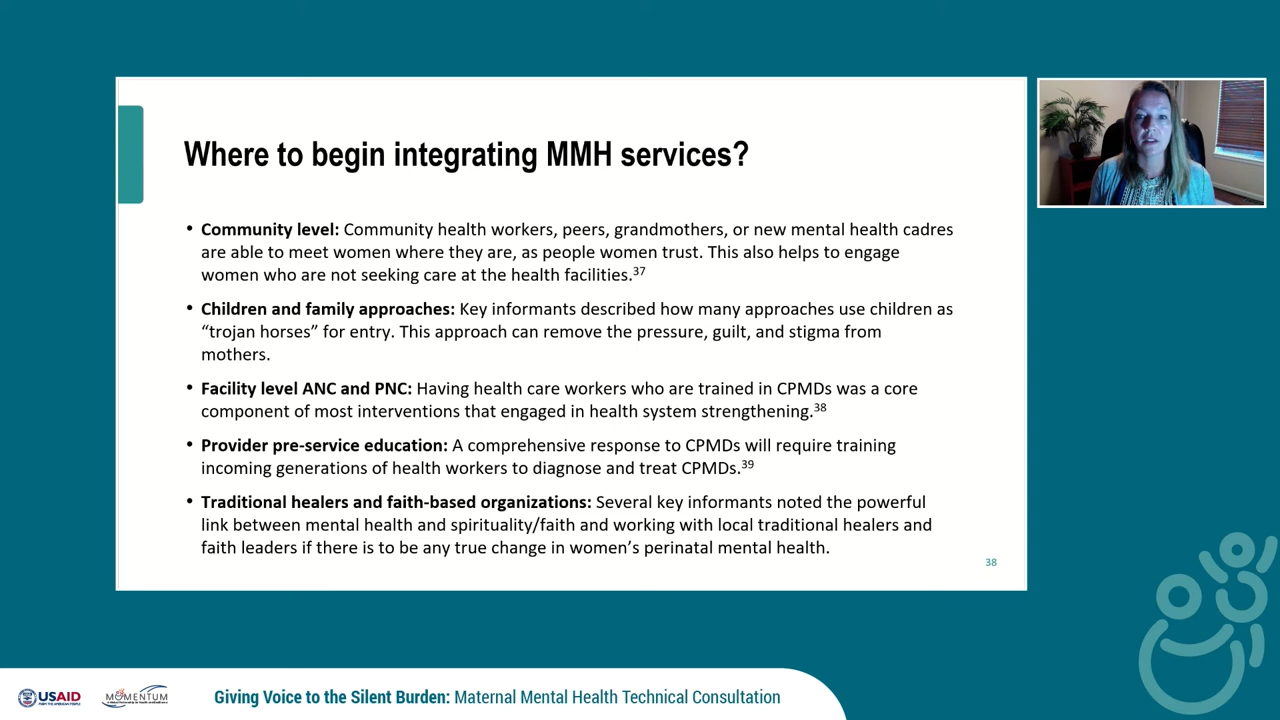 Where to begin integrating MMH services?
• Community level: Community health workers, peers, grandmothers, or new mental health cadres
are able to meet women where they are, as people women trust. This also helps to engage
women who are not seeking care at the health facilities.37
• Children and family approaches: Key informants described how many approaches use children as
“trojan horses” for entry. This approach can remove the pressure, guilt, and stigma from
mothers.
• Facility level ANC and PNC: Having health care workers who are trained in CPMDs was a core
component of most interventions that engaged in health system strengthening.38
• Provider pre-service education: A comprehensive response to CPMDs will require training
incoming generations of health workers to diagnose and treat CPMDs.39
• Traditional healers and faith-based organizations: Several key informants noted the powerful
link between mental health and spirituality/faith and working with local traditional healers and
faith leaders if there is to be any true change in women’s perinatal mental health.
38
USAID
FROM THE AMERICAN PEOPLE
MOMENTUM
Giving Voice to the Silent Burden: Maternal Mental Health Technical Consultation